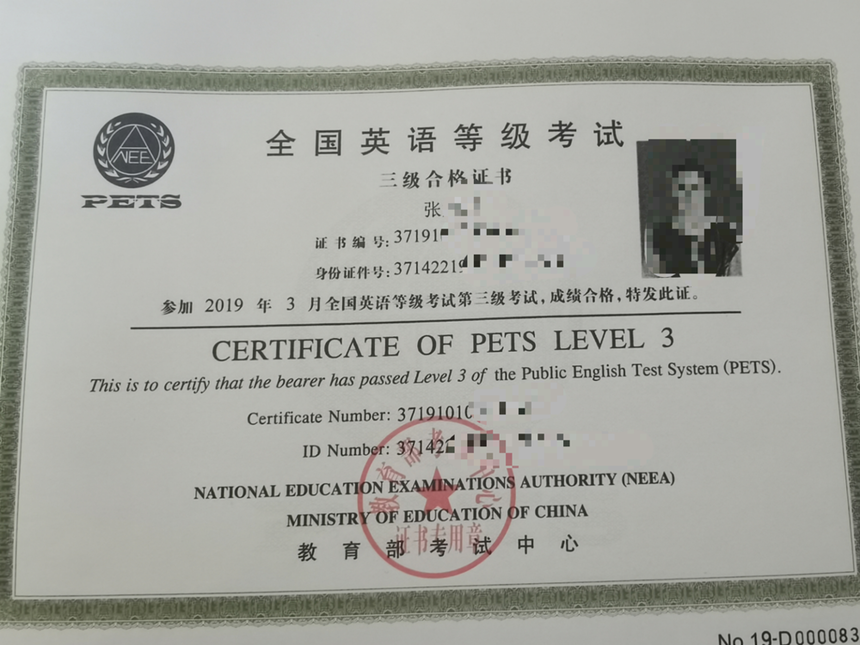 全国英语等级考试
NEE
PETS
三级合格证书
张
证书编号:37191
身份证件号:3714221
参加 2019 年 3 月全国英语等级考试第三级考试,成绩合格,特发此证。
CERTIFICATE OF PETS LEVEL 3
This is to certify that the bearer has passed Level 3 of the Public English Test System (PETS).
Certificate Number: 3719101
ID Number: 37142
NATIONAL EDUCATION EXAMINATIONS AUTHORITY (NEEA)
MINISTRY OF EDUCATION OF CHINA
教育部考试中心
证书专用章
No.19-D000083